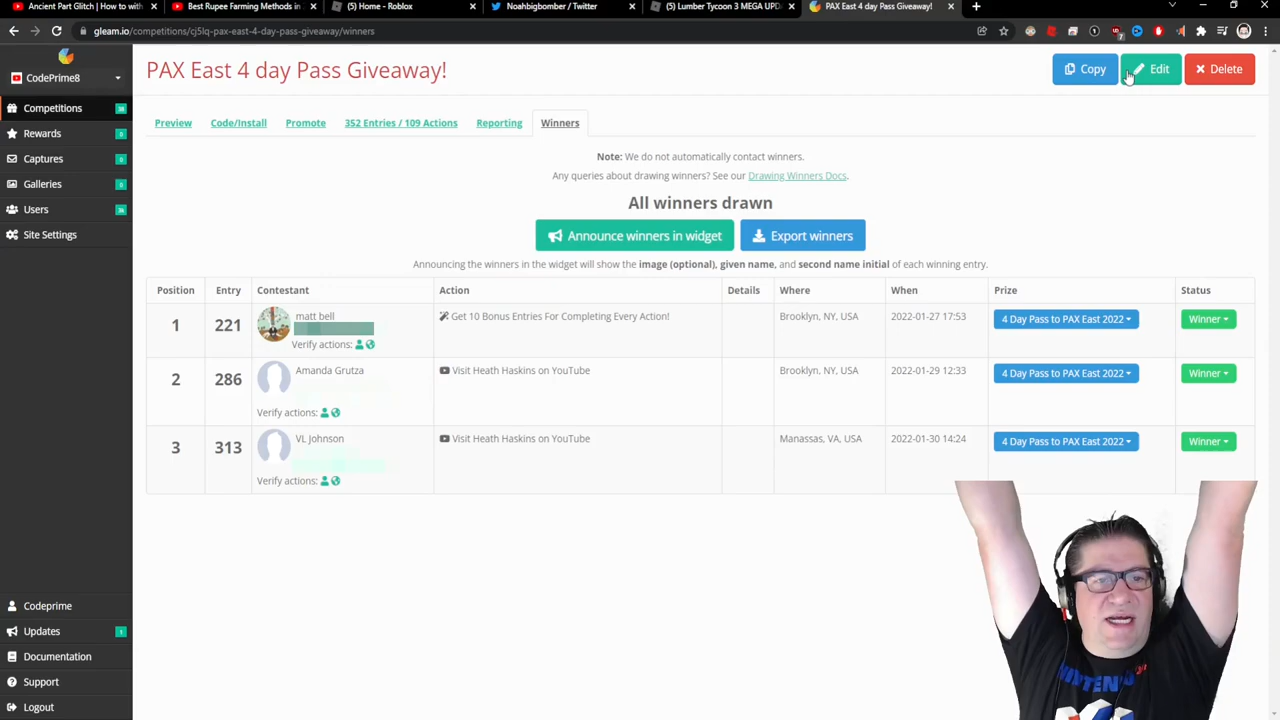 Ancient Part Glitch | How to with
Best Rupee Farming Methods in
Home - Roblox
Noahbigbomber / Twitter
Lumber Tycoon 3 MEGA UPD
PAX East 4 day Pass Giveaway!
gleam.io/competitions/cj5lq-pax-east-4-day-pass-giveaway/winners
CodePrime8
PAX East 4 day Pass Giveaway!
Copy
Edit
Delete
Competitions 38
Rewards 0
Captures 0
Galleries 0
Users 3k
Site Settings
Preview
Code/Install
Promote
352 Entries / 109 Actions
Reporting
Winners
Note: We do not automatically contact winners.
Any queries about drawing winners? See our Drawing Winners Docs.
All winners drawn
Announce winners in widget
Export winners
Announcing the winners in the widget will show the image (optional), given name, and second name initial of each winning entry.
Position Entry Contestant Action Details Where When Prize Status
1 221 matt bell Get 10 Bonus Entries For Completing Every Action! Brooklyn, NY, USA 2022-01-27 17:53 4 Day Pass to PAX East 2022 Winner
Verify actions:
2 286 Amanda Grutza Visit Heath Haskins on YouTube Brooklyn, NY, USA 2022-01-29 12:33 4 Day Pass to PAX East 2022 Winner
Verify actions:
3 313 VL Johnson Visit Heath Haskins on YouTube Manassas, VA, USA 2022-01-30 14:24 4 Day Pass to PAX East 2022 Winner
Verify actions:
Codeprime
Updates 1
Documentation
Support
Logout